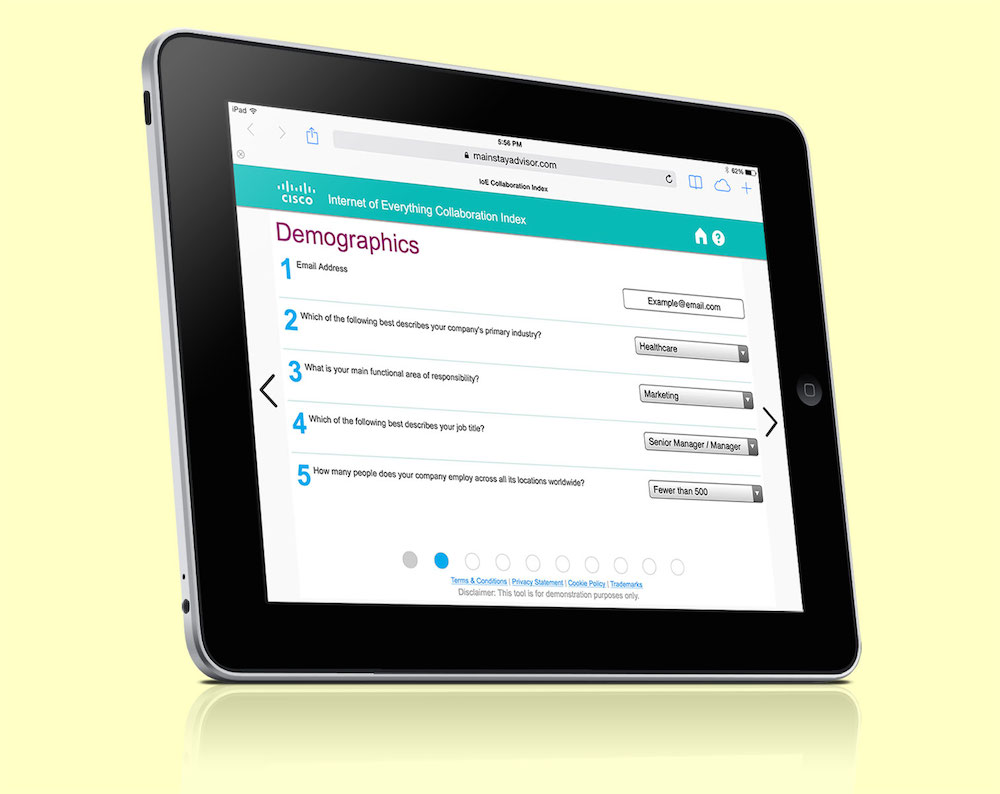 iPad
5:56 PM
62%
mainstayadvisor.com
IoE Collaboration Index
CISCO
Internet of Everything Collaboration Index
Demographics
1 Email Address
Example@email.com
2 Which of the following best describes your company's primary industry?
Healthcare
3 What is your main functional area of responsibility?
Marketing
4 Which of the following best describes your job title?
Senior Manager / Manager
5 How many people does your company employ across all its locations worldwide?
Fewer than 500
Terms & Conditions | Privacy Statement | Cookie Policy | Trademarks
Disclaimer: This tool is for demonstration purposes only.